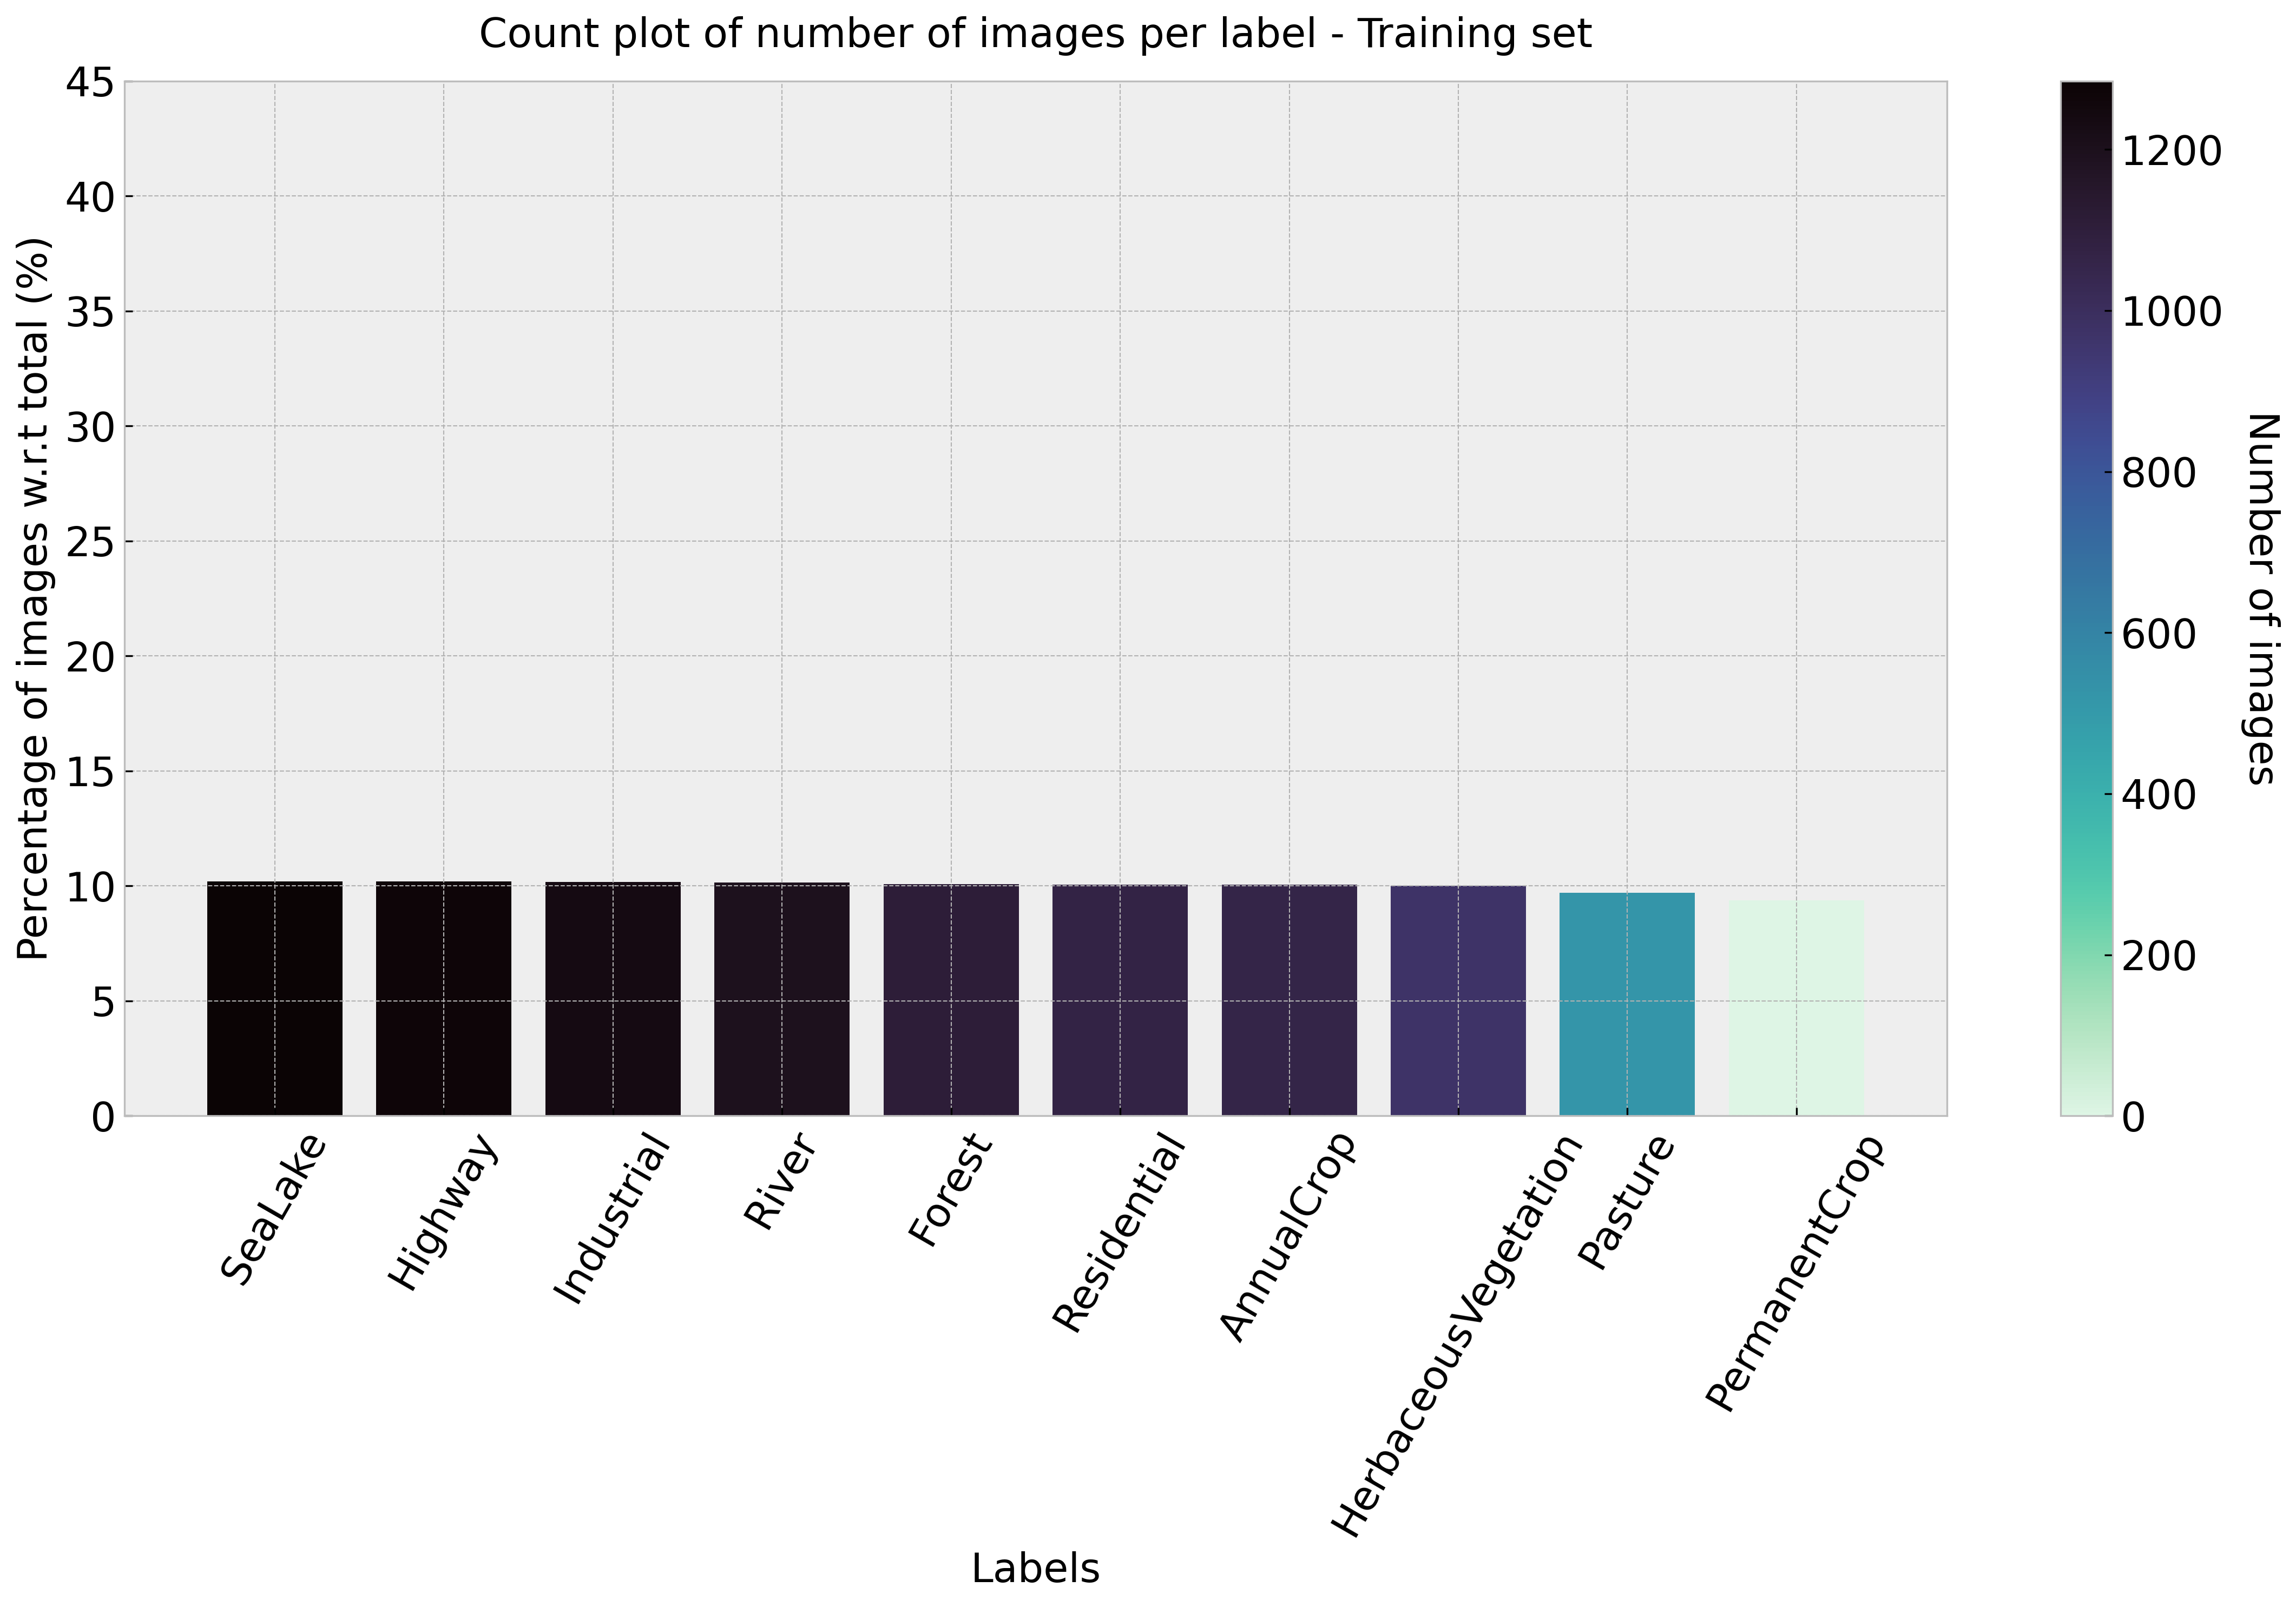 Count plot of number of images per label - Training set
Percentage of images w.r.t total (%)
45
40
35
30
25
20
15
10
5
0
SeaLake
Highway
Industrial
River
Forest
Residential
AnnualCrop
HerbaceousVegetation
Pasture
PermanentCrop
Labels
1200
1000
800
600
400
200
0
Number of images